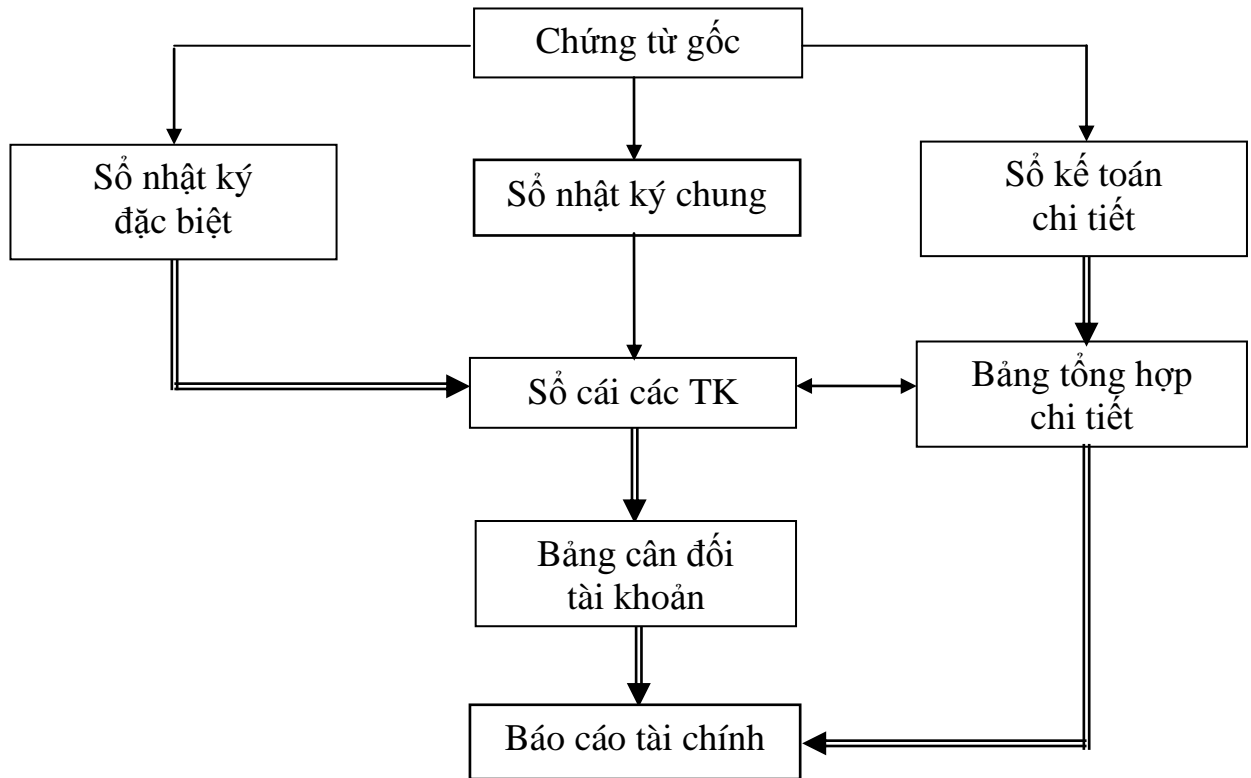 Chứng từ gốc
Sổ nhật ký
đặc biệt
Sổ nhật ký chung
Sổ kế toán
chi tiết
Sổ cái các TK
Bảng tổng hợp
chi tiết
Bảng cân đối
tài khoản
Báo cáo tài chính